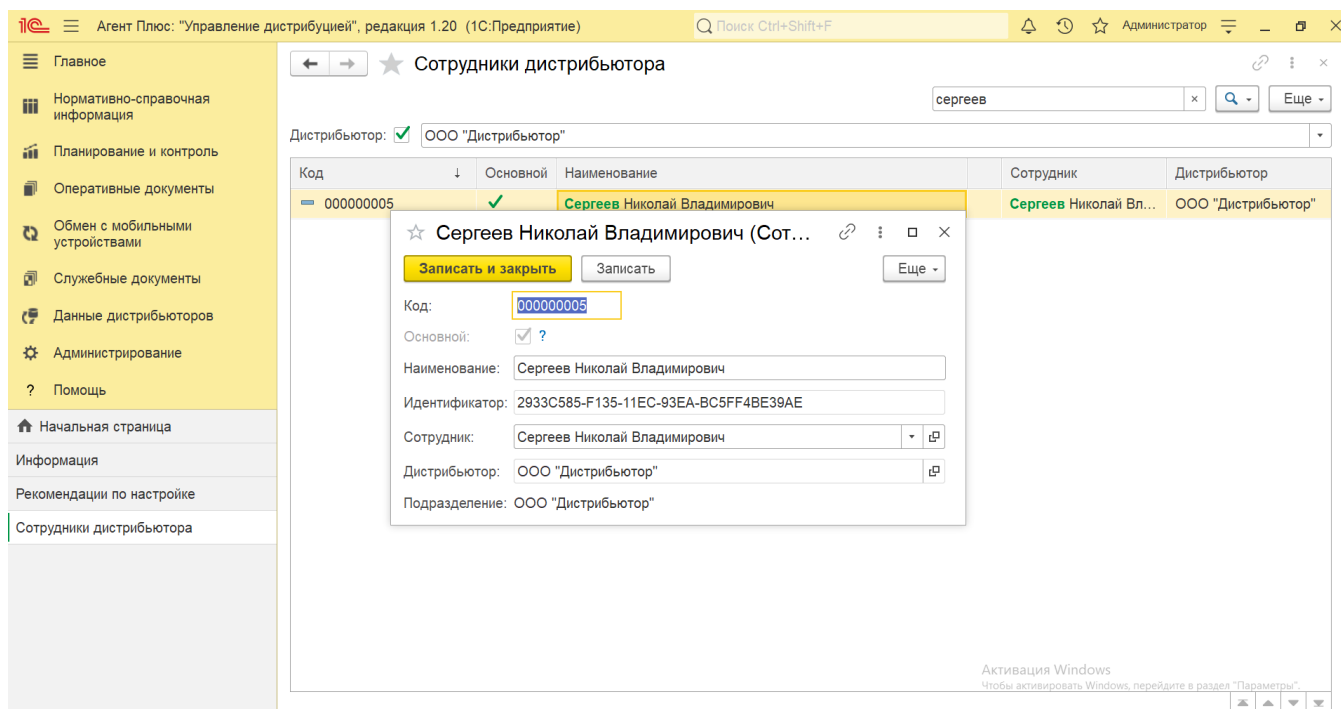 1С Агент Плюс: "Управление дистрибуцией", редакция 1.20 (1С:Предприятие) Поиск Ctrl+Shift+F Администратор
Главное
Нормативно-справочная
информация
Планирование и контроль
Оперативные документы
Обмен с мобильными
устройствами
Служебные документы
Данные дистрибьюторов
Администрирование
? Помощь
Начальная страница
Информация
Рекомендации по настройке
Сотрудники дистрибьютора
Сотрудники дистрибьютора
сергеев × Еще
Дистрибьютор: ООО "Дистрибьютор"
Код ↓ Основной Наименование Сотрудник Дистрибьютор
000000005 Сергеев Николай Владимирович Сергеев Николай Вл... ООО "Дистрибьютор"
Сергеев Николай Владимирович (Сот...
Записать и закрыть Записать Еще
Код: 000000005
Основной: ?
Наименование: Сергеев Николай Владимирович
Идентификатор: 2933C585-F135-11EC-93EA-BC5FF4BE39AE
Сотрудник: Сергеев Николай Владимирович
Дистрибьютор: ООО "Дистрибьютор"
Подразделение: ООО "Дистрибьютор"
Активация Windows
Чтобы активировать Windows, перейдите в раздел "Параметры".